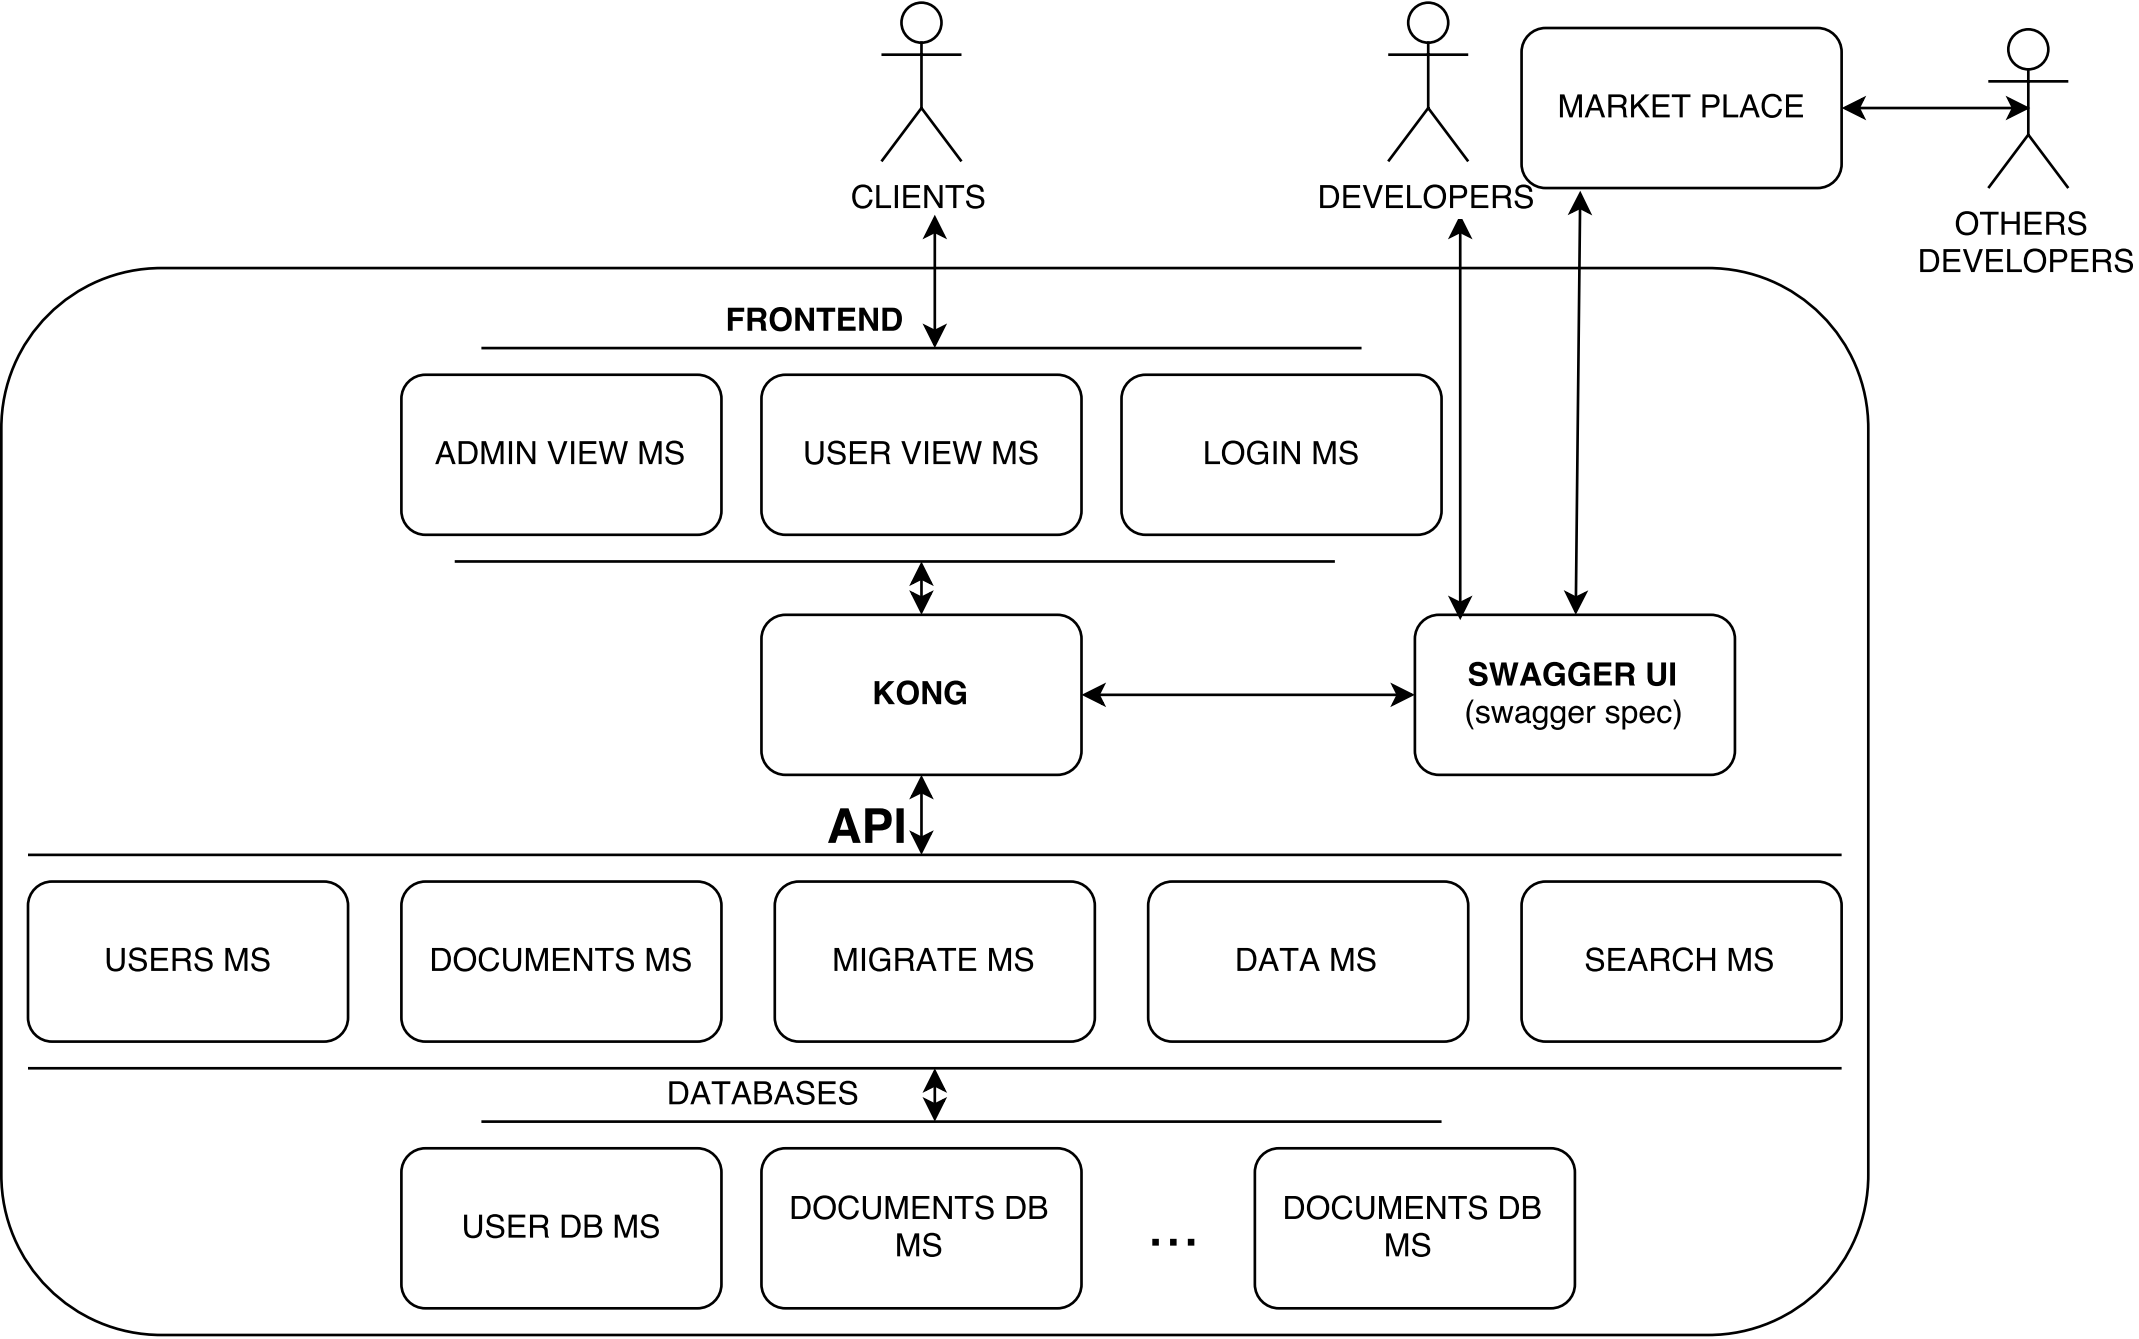 MARKET PLACE
CLIENTS
DEVELOPERS
OTHERS
DEVELOPERS
FRONTEND
ADMIN VIEW MS
USER VIEW MS
LOGIN MS
KONG
SWAGGER UI
(swagger spec)
API
USERS MS
DOCUMENTS MS
MIGRATE MS
DATA MS
SEARCH MS
DATABASES
USER DB MS
DOCUMENTS DB
MS
...
DOCUMENTS DB
MS